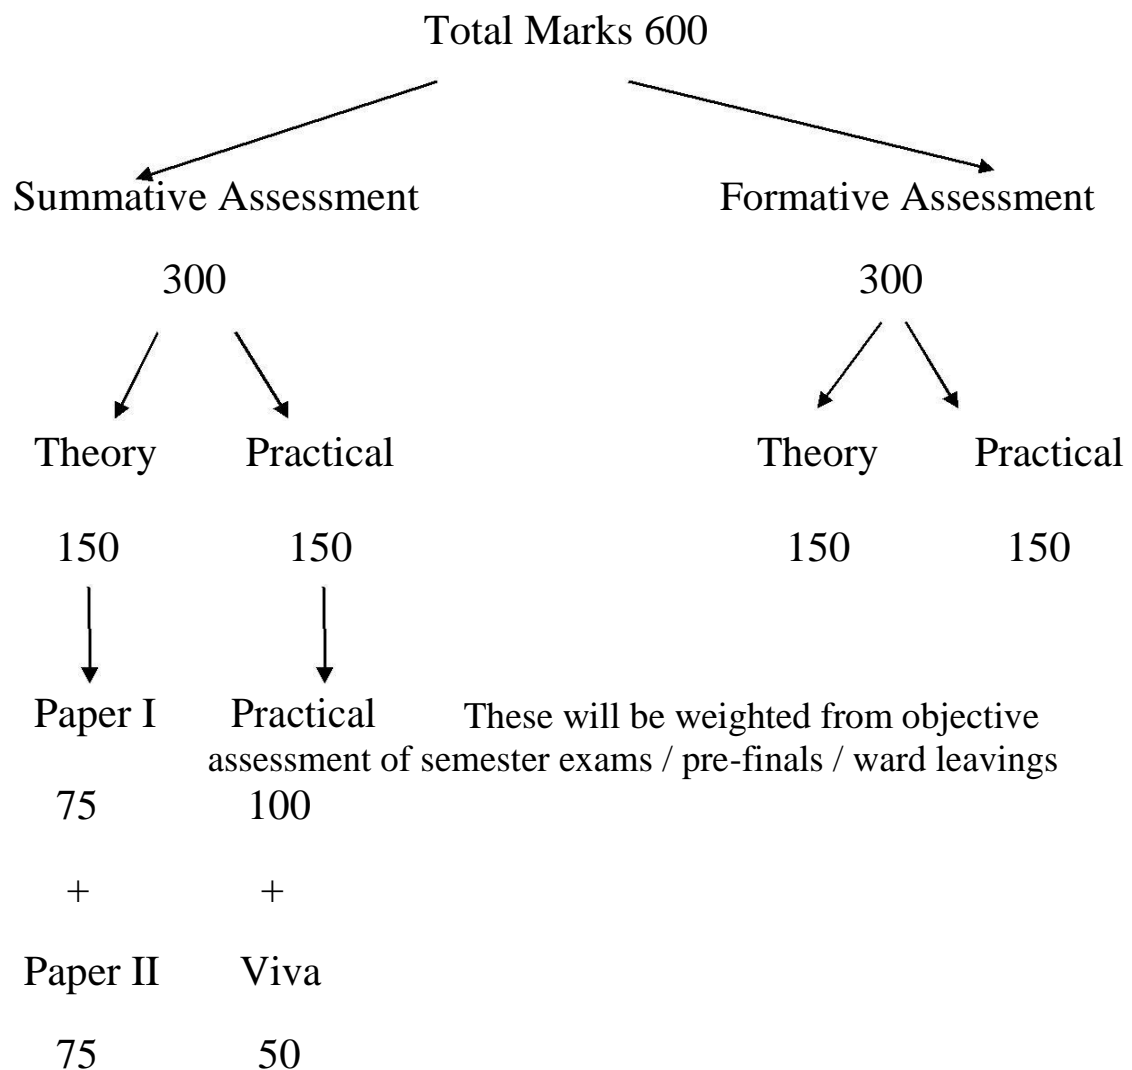 Total Marks 600
Summative Assessment Formative Assessment
300 300
Theory Practical Theory Practical
150 150 150 150
Paper I Practical These will be weighted from objective
assessment of semester exams / pre-finals / ward leavings
75 100
+ +
Paper II Viva
75 50